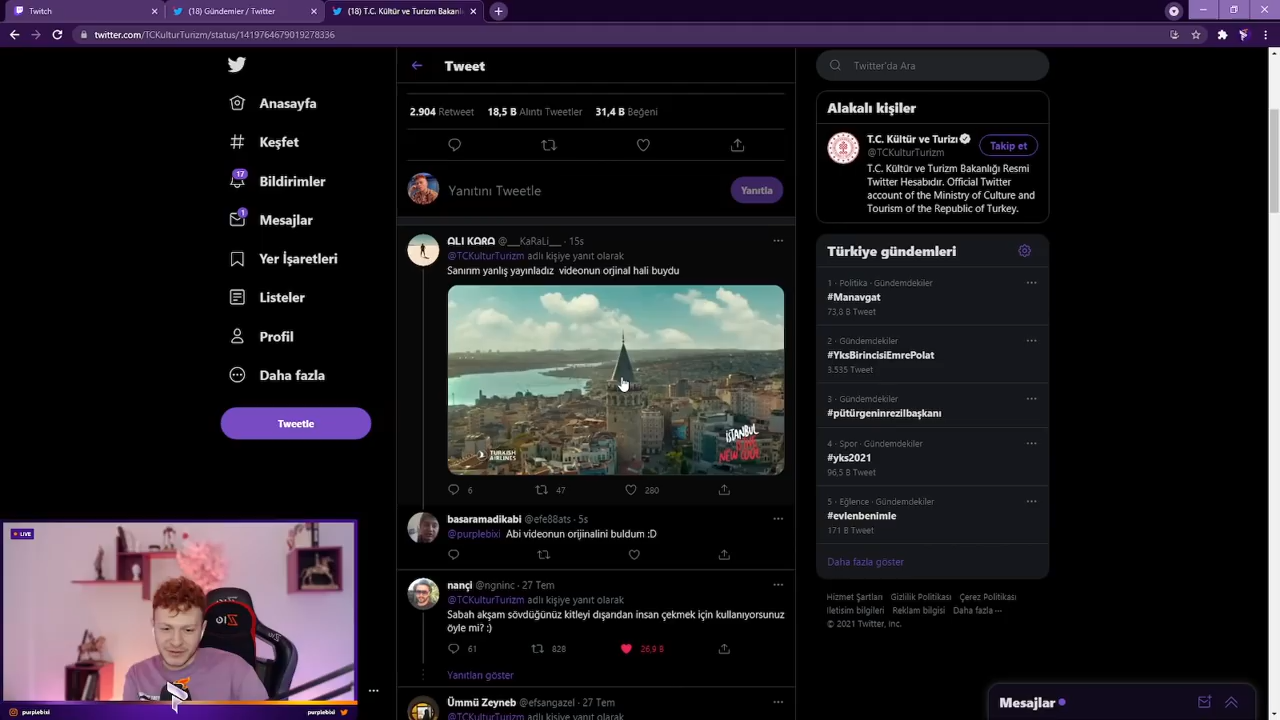 Twitch
(18) Gündemler / Twitter
(18) T.C. Kültür ve Turizm Bakanlı
twitter.com/TCKulturTurizm/status/1419764679019278336
Anasayfa
Keşfet
17
Bildirimler
1
Mesajlar
Yer İşaretleri
Listeler
Profil
Daha fazla
Tweetle
Tweet
2.904 Retweet 18,5 B Alıntı Tweetler 31,4 B Beğeni
Yanıtını Tweetle
Yanıtla
ALI KARA @___KaRaLi___ · 15s
@TCKulturTurizm adlı kişiye yanıt olarak
Sanırım yanlış yayınladız videonun orjinal hali buydu
TURKISH
AIRLINES
İSTANBUL
IS THE
NEW COOL
6 47 280
basaramadikabi @efe88ats · 5s
@purplebixi Abi videonun orijinalini buldum :D
nançi @ngninc · 27 Tem
@TCKulturTurizm adlı kişiye yanıt olarak
Sabah akşam sövdüğünüz kitleyi dışarıdan insan çekmek için kullanıyorsunuz
öyle mi? :)
61 828 26,9 B
Yanıtları göster
Ümmü Zeyneb @efsangazel · 27 Tem
@TCKulturTurizm adlı kişiye yanıt olarak
Twitter'da Ara
Alakalı kişiler
T.C. Kültür ve Turizı
@TCKulturTurizm
Takip et
T.C. Kültür ve Turizm Bakanlığı Resmi
Twitter Hesabıdır. Official Twitter
account of the Ministry of Culture and
Tourism of the Republic of Turkey.
Türkiye gündemleri
1 · Politika · Gündemdekiler
#Manavgat
73,8 B Tweet
2 · Gündemdekiler
#YksBirincisiEmrePolat
3.535 Tweet
3 · Gündemdekiler
#pütürgeninrezilbaşkanı
4 · Spor · Gündemdekiler
#yks2021
96,5 B Tweet
5 · Eğlence · Gündemdekiler
#evlenbenimle
171 B Tweet
Daha fazla göster
Hizmet Şartları Gizlilik Politikası Çerez Politikası
İletişim bilgileri Reklam bilgisi Daha fazla ···
© 2021 Twitter, Inc.
Mesajlar
LIVE
purplebixi
purplebixi